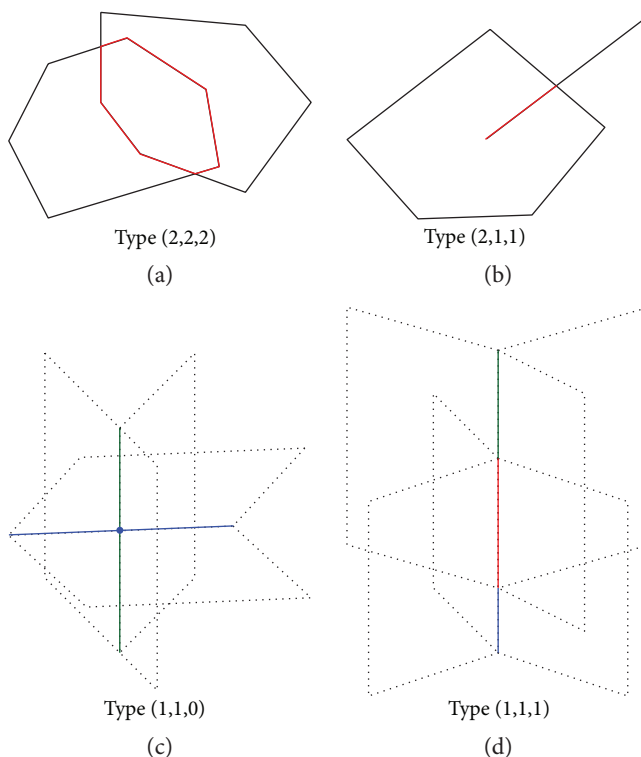 Type (2,2,2)
(a)
Type (2,1,1)
(b)
Type (1,1,0)
(c)
Type (1,1,1)
(d)